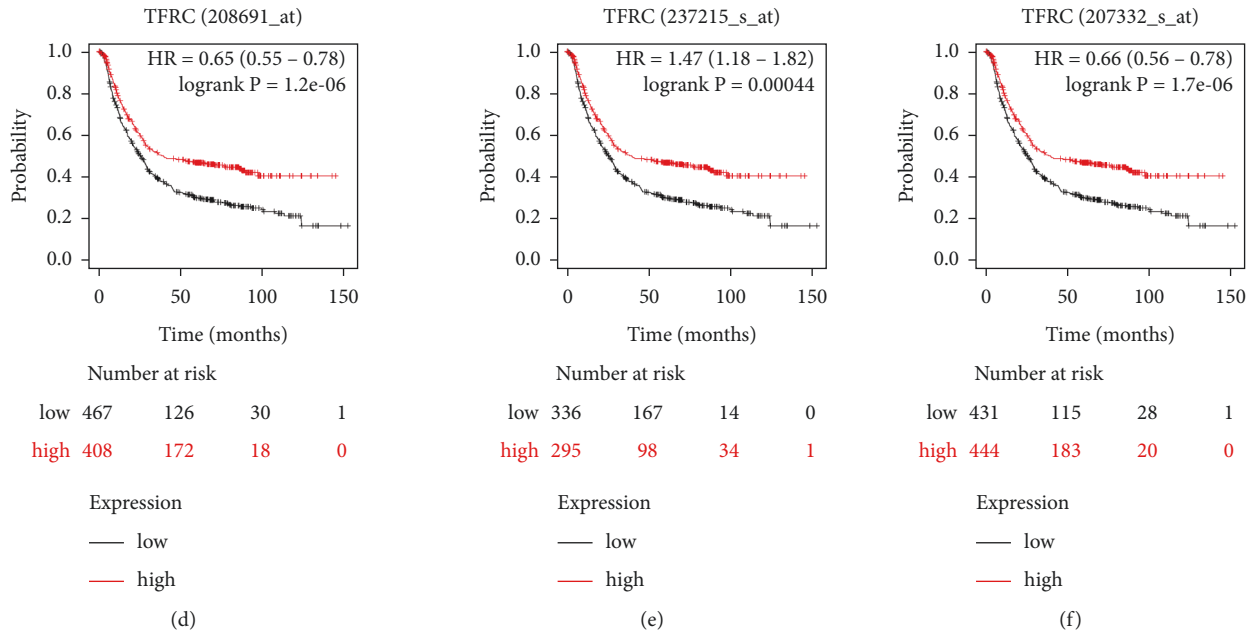 TFRC (208691_at)
HR = 0.65 (0.55 – 0.78)
logrank P = 1.2e-06
Probability
1.0
0.8
0.6
0.4
0.2
0.0
0 50 100 150
Time (months)
Number at risk
low 467 126 30 1
high 408 172 18 0
Expression
low
high
(d)
TFRC (237215_s_at)
HR = 1.47 (1.18 – 1.82)
logrank P = 0.00044
Probability
1.0
0.8
0.6
0.4
0.2
0.0
0 50 100 150
Time (months)
Number at risk
low 336 167 14 0
high 295 98 34 1
Expression
low
high
(e)
TFRC (207332_s_at)
HR = 0.66 (0.56 – 0.78)
logrank P = 1.7e-06
Probability
1.0
0.8
0.6
0.4
0.2
0.0
0 50 100 150
Time (months)
Number at risk
low 431 115 28 1
high 444 183 20 0
Expression
low
high
(f)